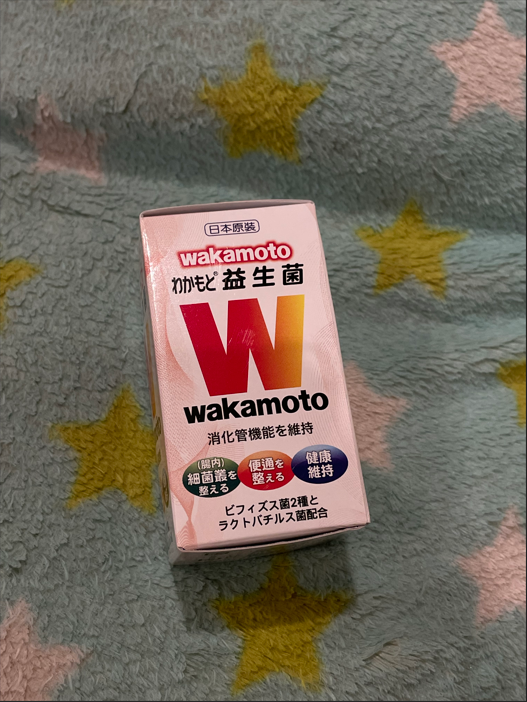 日本原裝
wakamoto
わかもと 益生菌
W
wakamoto
消化管機能を維持
(腸内)
細菌叢を
整える
便通を
整える
健康
維持
ビフィズス菌2種と
ラクトバチルス菌配合